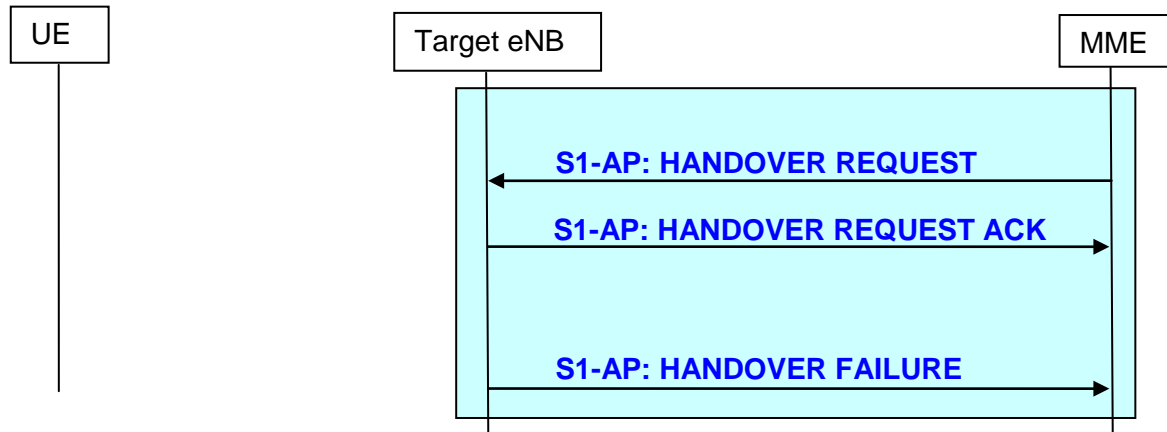 UE
Target eNB
MME
S1-AP: HANDOVER REQUEST
S1-AP: HANDOVER REQUEST ACK
S1-AP: HANDOVER FAILURE